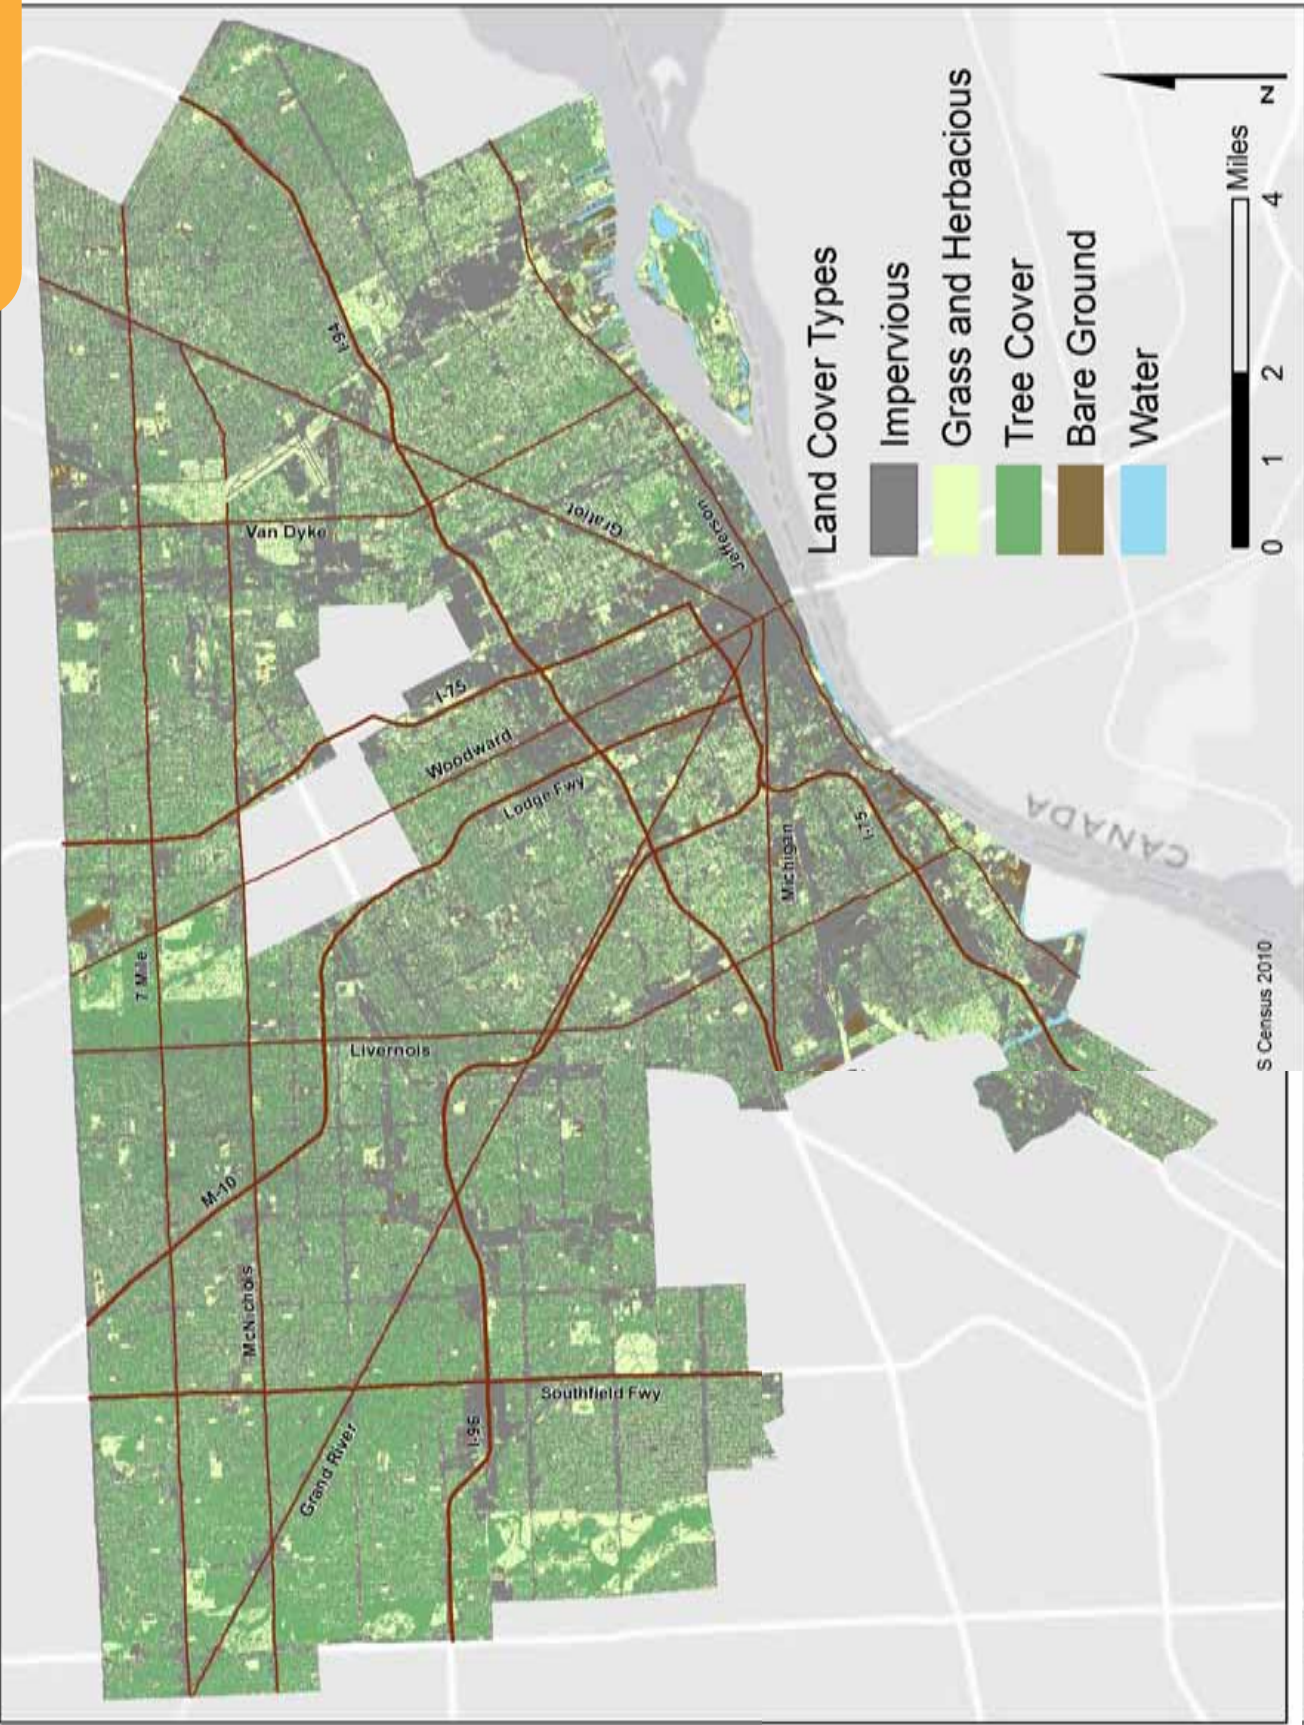 I-94
Van Dyke
Gratiot
Jefferson
I-75
Woodward
Lodge Fwy
Michigan
I-75
7 Mile
Livernois
M-10
McNichols
Grand River
I-96
Southfield Fwy
CANADA
Land Cover Types
Impervious
Grass and Herbacious
Tree Cover
Bare Ground
Water
0 1 2 4
Miles
N
S Census 2010